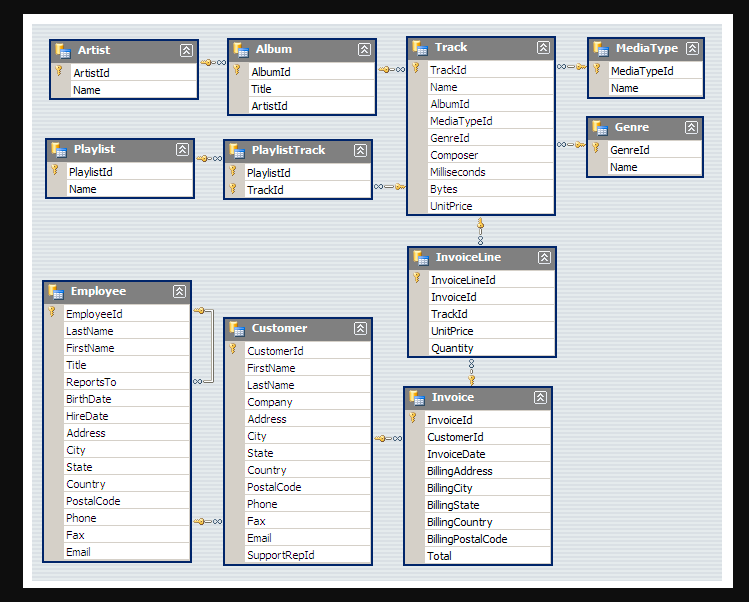 Artist
ArtistId
Name
Album
AlbumId
Title
ArtistId
Track
TrackId
Name
AlbumId
MediaTypeId
GenreId
Composer
Milliseconds
Bytes
UnitPrice
MediaType
MediaTypeId
Name
Genre
GenreId
Name
Playlist
PlaylistId
Name
PlaylistTrack
PlaylistId
TrackId
InvoiceLine
InvoiceLineId
InvoiceId
TrackId
UnitPrice
Quantity
Employee
EmployeeId
LastName
FirstName
Title
ReportsTo
BirthDate
HireDate
Address
City
State
Country
PostalCode
Phone
Fax
Email
Customer
CustomerId
FirstName
LastName
Company
Address
City
State
Country
PostalCode
Phone
Fax
Email
SupportRepId
Invoice
InvoiceId
CustomerId
InvoiceDate
BillingAddress
BillingCity
BillingState
BillingCountry
BillingPostalCode
Total